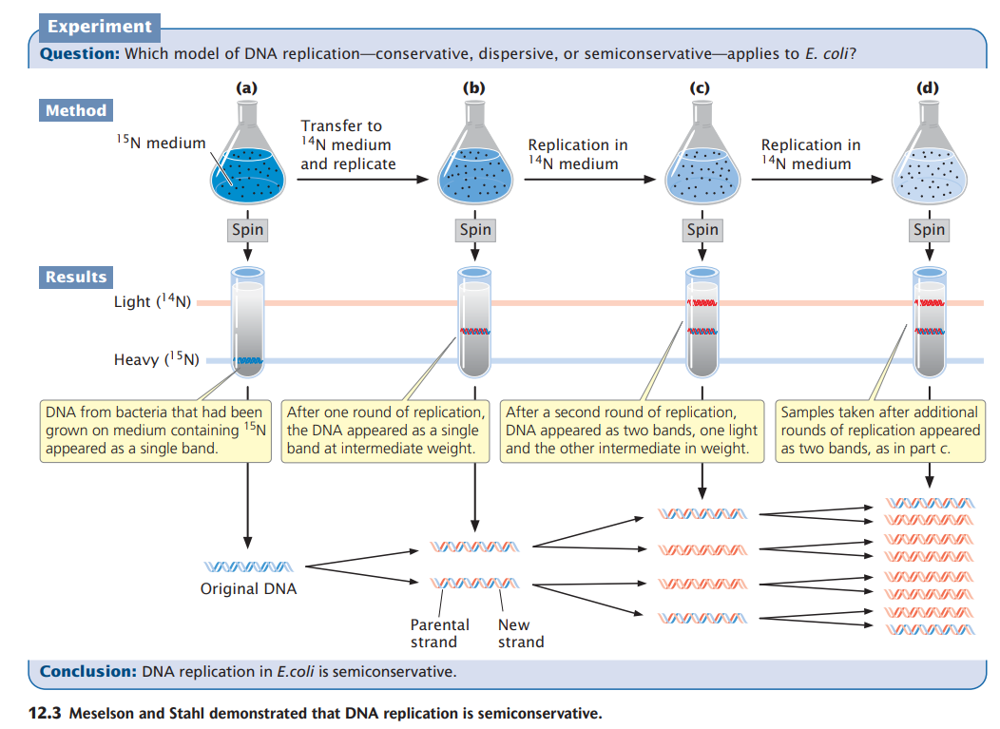 Experiment
Question: Which model of DNA replication—conservative, dispersive, or semiconservative—applies to E. coli?
(a)
(b)
(c)
(d)
Method
¹⁵N medium
Transfer to
¹⁴N medium
and replicate
Replication in
¹⁴N medium
Replication in
¹⁴N medium
Spin
Spin
Spin
Spin
Results
Light (¹⁴N)
Heavy (¹⁵N)
DNA from bacteria that had been
grown on medium containing ¹⁵N
appeared as a single band.
After one round of replication,
the DNA appeared as a single
band at intermediate weight.
After a second round of replication,
DNA appeared as two bands, one light
and the other intermediate in weight.
Samples taken after additional
rounds of replication appeared
as two bands, as in part c.
Original DNA
Parental
strand
New
strand
Conclusion: DNA replication in E.coli is semiconservative.
12.3 Meselson and Stahl demonstrated that DNA replication is semiconservative.